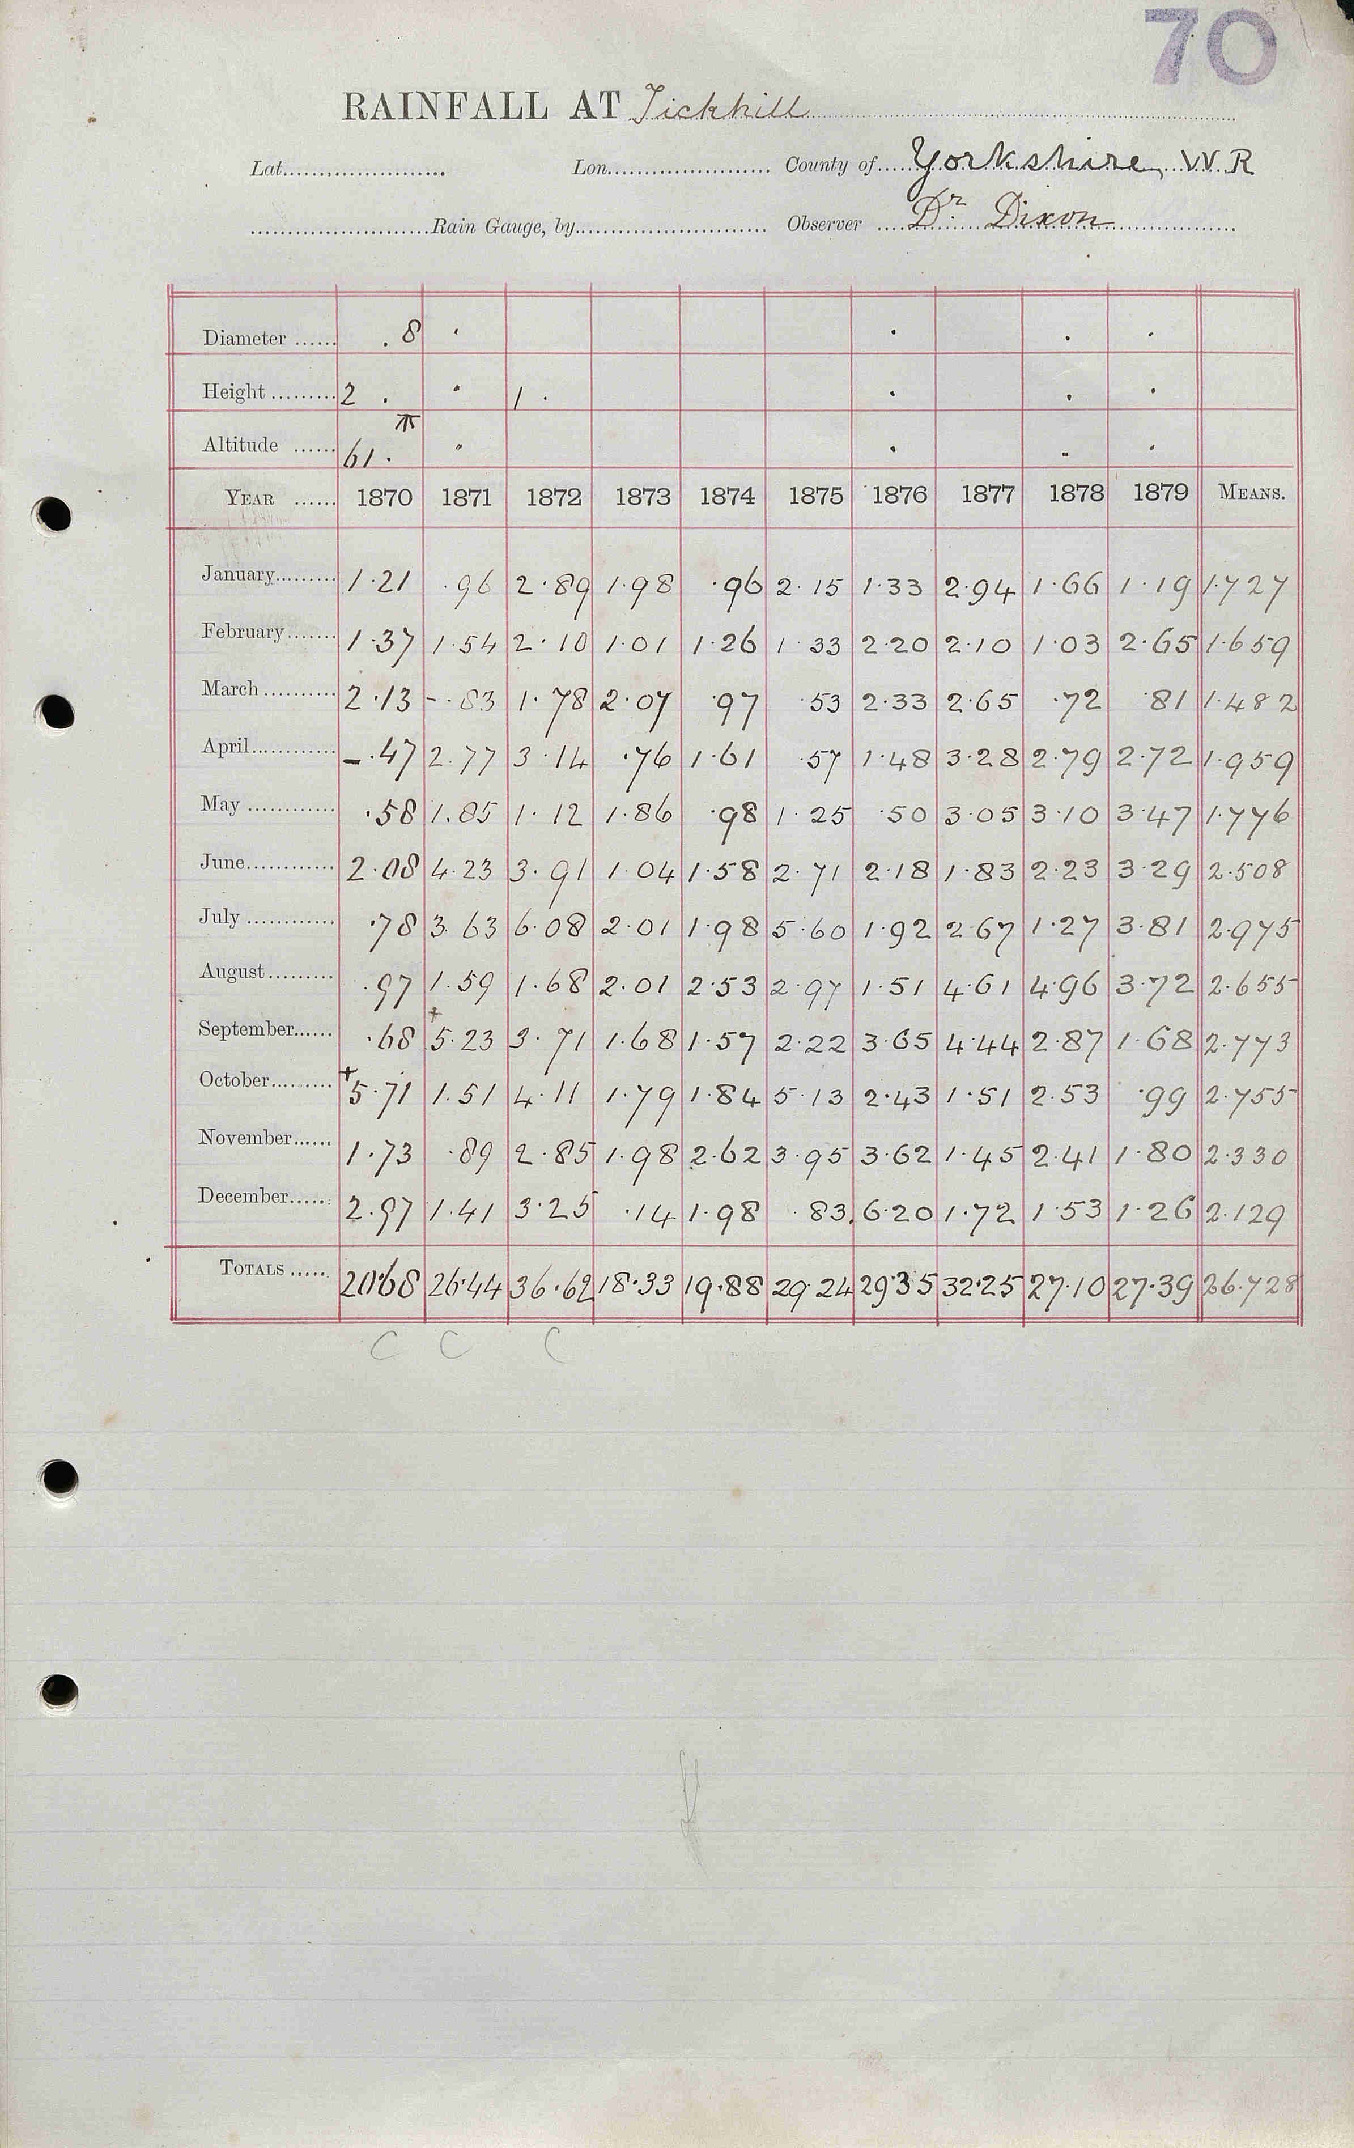 70
RAINFALL AT Tickhill
Lat. Lon. County of Yorkshire, W. R
Rain Gauge, by Observer Dr. Dixon
Diameter . 8 . . . .
Height 2 . . 1 . . . .
Altitude 61 . . . . .
YEAR 1870 1871 1872 1873 1874 1875 1876 1877 1878 1879 MEANS.
January 1.21 .96 2.89 1.98 .96 2.15 1.33 2.94 1.66 1.19 1.727
February 1.37 1.54 2.10 1.01 1.26 1.33 2.20 2.10 1.03 2.65 1.659
March 2.13 -.83 1.78 2.07 .97 .53 2.33 2.65 .72 .81 1.482
April -.47 2.77 3.14 .76 1.61 .57 1.48 3.28 2.79 2.72 1.959
May .58 1.85 1.12 1.86 .98 1.25 .50 3.05 3.10 3.47 1.776
June 2.08 4.23 3.91 1.04 1.58 2.71 2.18 1.83 2.23 3.29 2.508
July .78 3.63 6.08 2.01 1.98 5.60 1.92 2.67 1.27 3.81 2.975
August .97 1.59 1.68 2.01 2.53 2.97 1.51 4.61 4.96 3.72 2.655
September .68 +5.23 3.71 1.68 1.57 2.22 3.65 4.44 2.87 1.68 2.773
October +5.71 1.51 4.11 1.79 1.84 5.13 2.43 1.51 2.53 .99 2.755
November 1.73 .89 2.85 1.98 2.62 3.95 3.62 1.45 2.41 1.80 2.330
December 2.97 1.41 3.25 .14 1.98 .83 6.20 1.72 1.53 1.26 2.129
TOTALS 20.68 26.44 36.62 18.33 19.88 29.24 29.35 32.25 27.10 27.39 26.728
C C C